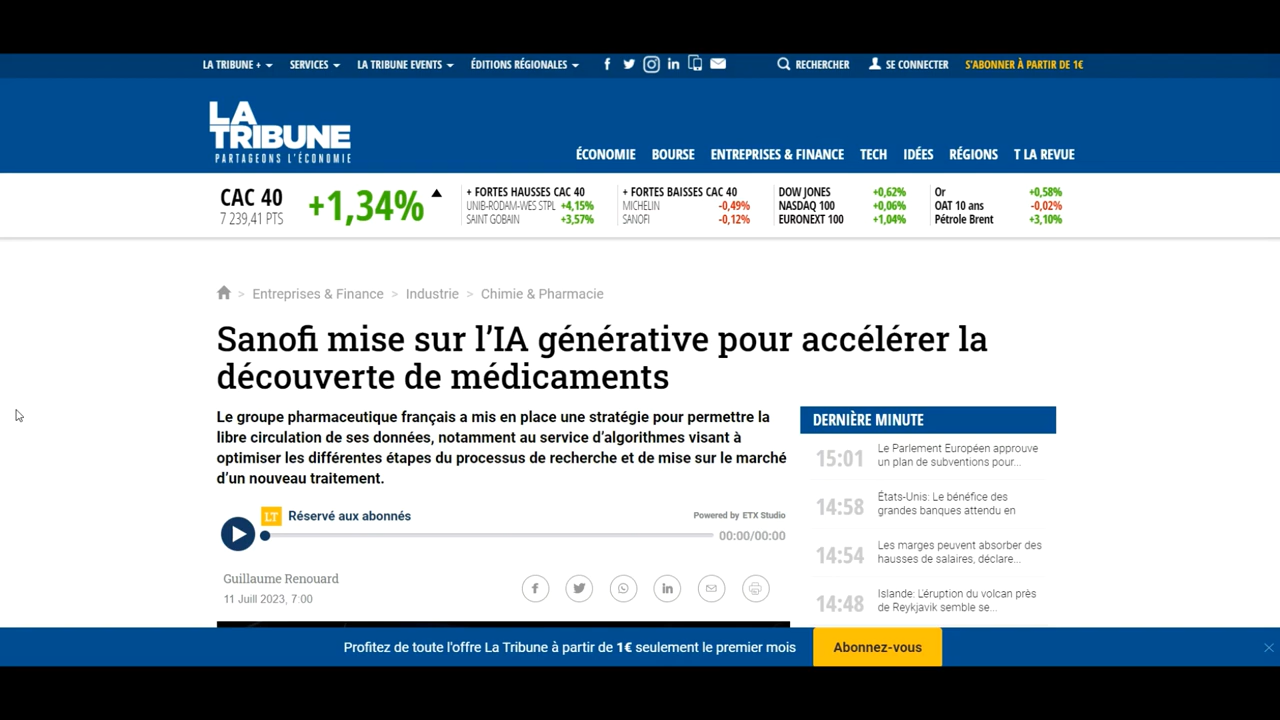 LA TRIBUNE + SERVICES LA TRIBUNE EVENTS ÉDITIONS RÉGIONALES RECHERCHER SE CONNECTER S'ABONNER À PARTIR DE 1€
LA
TRIBUNE
PARTAGEONS L'ÉCONOMIE
ÉCONOMIE BOURSE ENTREPRISES & FINANCE TECH IDÉES RÉGIONS T LA REVUE
CAC 40
7 239,41 PTS
+1,34%
+ FORTES HAUSSES CAC 40
UNIB-RODAM-WES STPL +4,15%
SAINT GOBAIN +3,57%
+ FORTES BAISSES CAC 40
MICHELIN -0,49%
SANOFI -0,12%
DOW JONES +0,62%
NASDAQ 100 +0,06%
EURONEXT 100 +1,04%
Or +0,58%
OAT 10 ans -0,02%
Pétrole Brent +3,10%
> Entreprises & Finance > Industrie > Chimie & Pharmacie
Sanofi mise sur l'IA générative pour accélérer la
découverte de médicaments
Le groupe pharmaceutique français a mis en place une stratégie pour permettre la
libre circulation de ses données, notamment au service d'algorithmes visant à
optimiser les différentes étapes du processus de recherche et de mise sur le marché
d'un nouveau traitement.
LT Réservé aux abonnés
Powered by ETX Studio
00:00/00:00
Guillaume Renouard
11 Juill 2023, 7:00
DERNIÈRE MINUTE
15:01 Le Parlement Européen approuve
un plan de subventions pour...
14:58 États-Unis: Le bénéfice des
grandes banques attendu en
14:54 Les marges peuvent absorber des
hausses de salaires, déclare...
14:48 Islande: L'éruption du volcan près
de Reykjavik semble se...
Profitez de toute l'offre La Tribune à partir de 1€ seulement le premier mois
Abonnez-vous